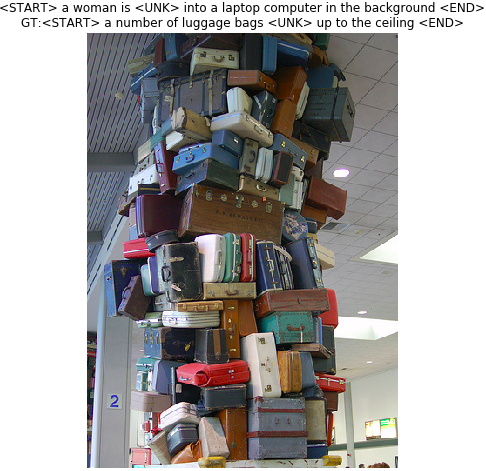 <START> a woman is <UNK> into a laptop computer in the background <END>
GT:<START> a number of luggage bags <UNK> up to the ceiling <END>
2